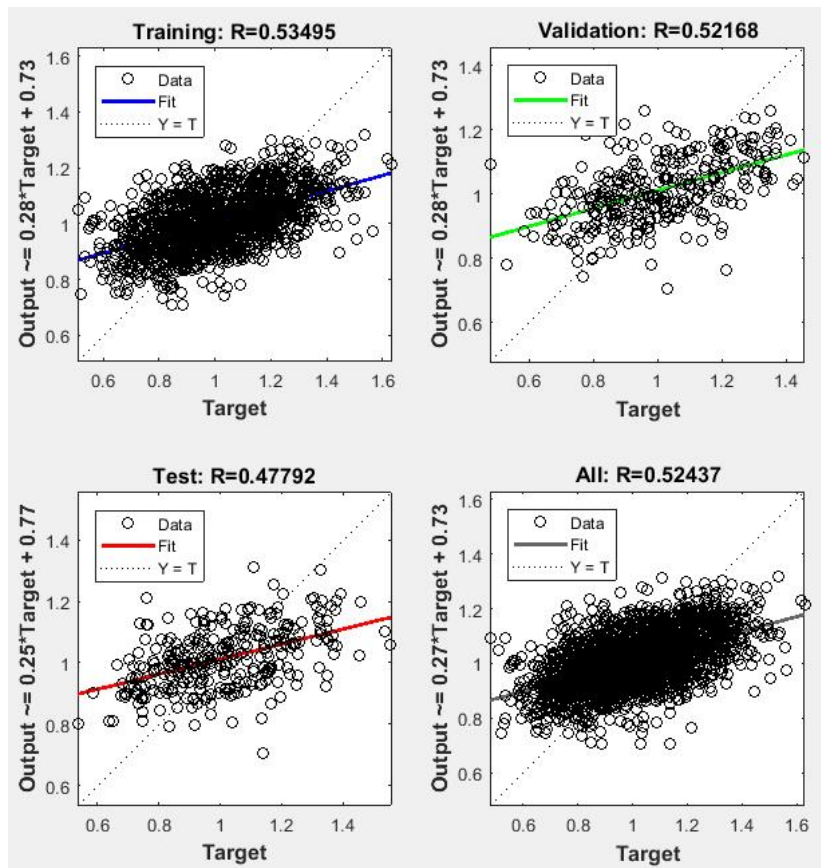 Training: R=0.53495
Output ~= 0.28*Target + 0.73
1.6
1.4
1.2
1
0.8
0.6
Data
Fit
Y = T
0.6 0.8 1 1.2 1.4 1.6
Target
Validation: R=0.52168
Output ~= 0.28*Target + 0.73
1.4
1.2
1
0.8
0.6
Data
Fit
Y = T
0.6 0.8 1 1.2 1.4
Target
Test: R=0.47792
Output ~= 0.25*Target + 0.77
1.4
1.2
1
0.8
0.6
Data
Fit
Y = T
0.6 0.8 1 1.2 1.4
Target
All: R=0.52437
Output ~= 0.27*Target + 0.73
1.6
1.4
1.2
1
0.8
0.6
Data
Fit
Y = T
0.6 0.8 1 1.2 1.4 1.6
Target